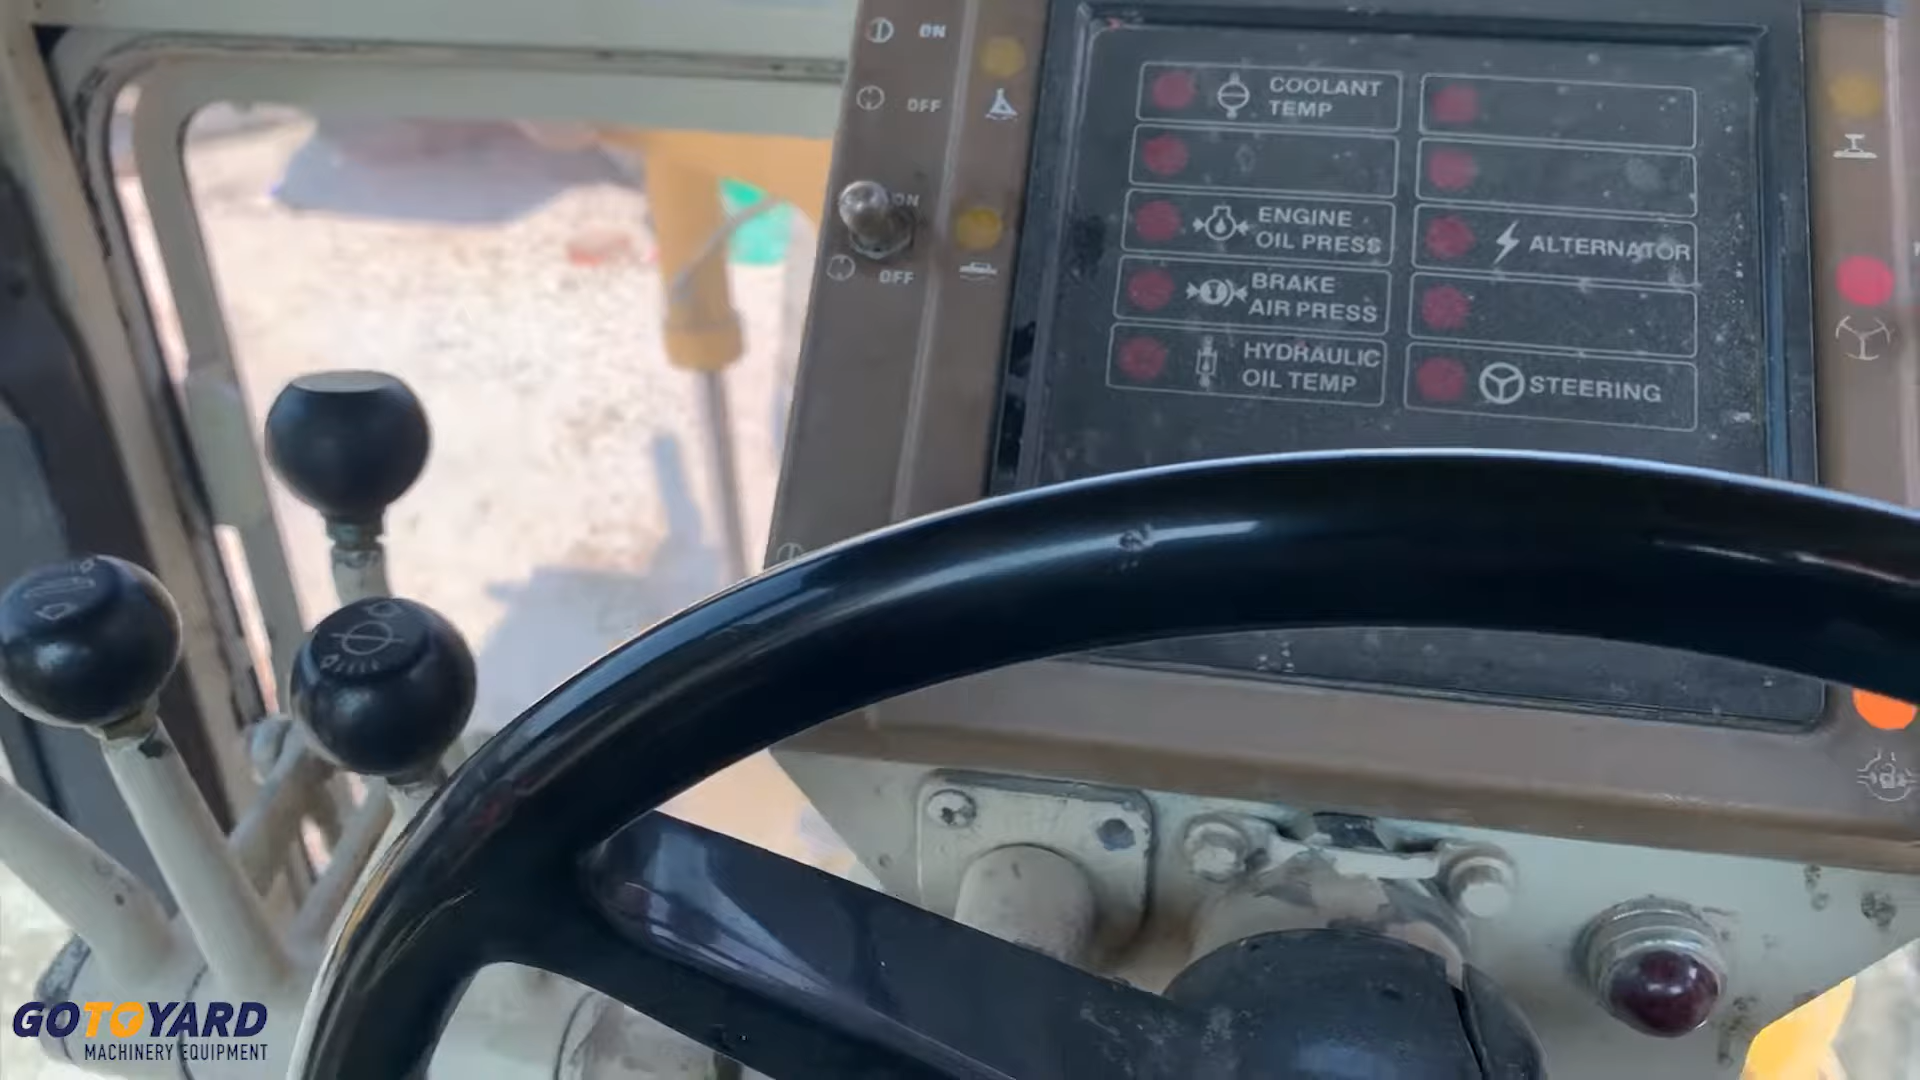 ON
OFF
ON
OFF
COOLANT
TEMP
ENGINE
OIL PRESS
BRAKE
AIR PRESS
HYDRAULIC
OIL TEMP
ALTERNATOR
STEERING
GOTOYARD
MACHINERY EQUIPMENT